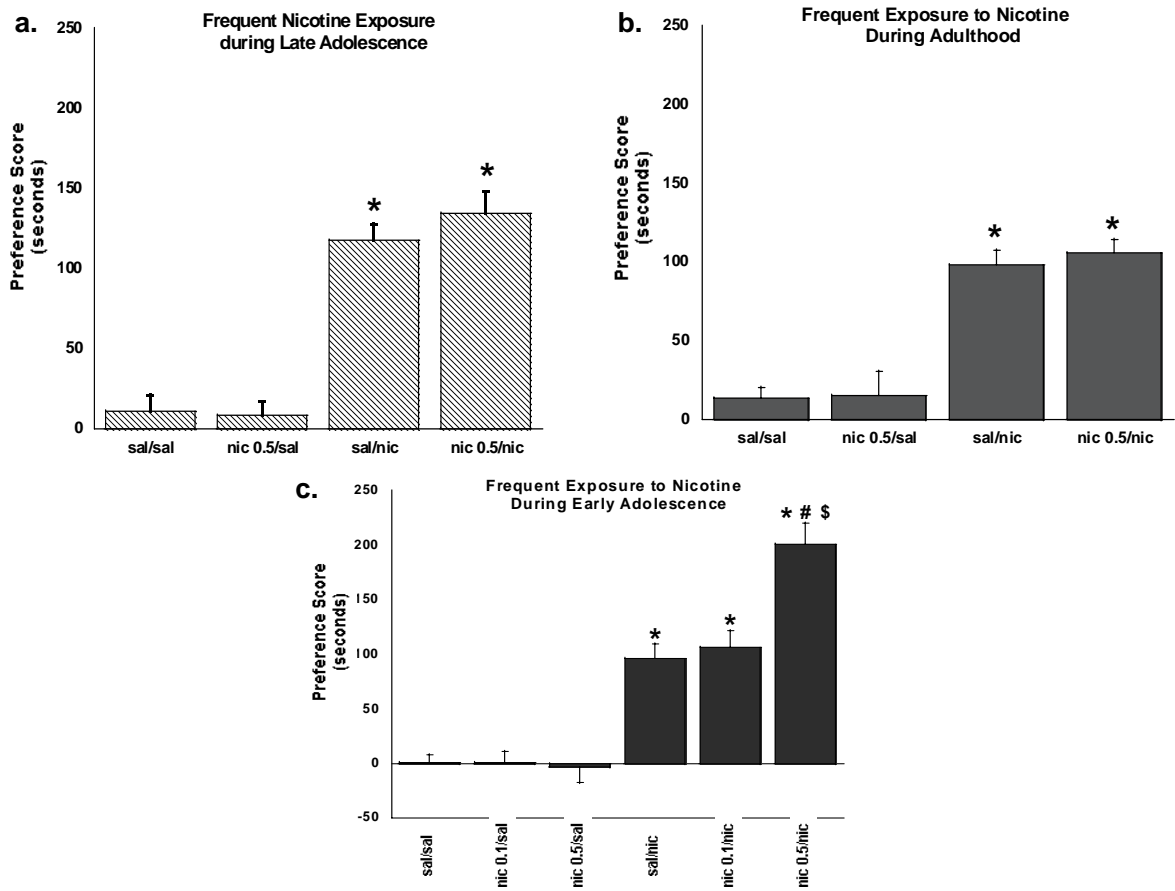 a.
Frequent Nicotine Exposure
during Late Adolescence
Preference Score
(seconds)
250
200
150
100
50
0
*
*
sal/sal
nic 0.5/sal
sal/nic
nic 0.5/nic
b.
Frequent Exposure to Nicotine
During Adulthood
Preference Score
(seconds)
250
200
150
100
50
0
*
*
sal/sal
nic 0.5/sal
sal/nic
nic 0.5/nic
c.
Frequent Exposure to Nicotine
During Early Adolescence
Preference Score
(seconds)
250
200
150
100
50
0
-50
*
*
* # $
sal/sal
nic 0.1/sal
nic 0.5/sal
sal/nic
nic 0.1/nic
nic 0.5/nic